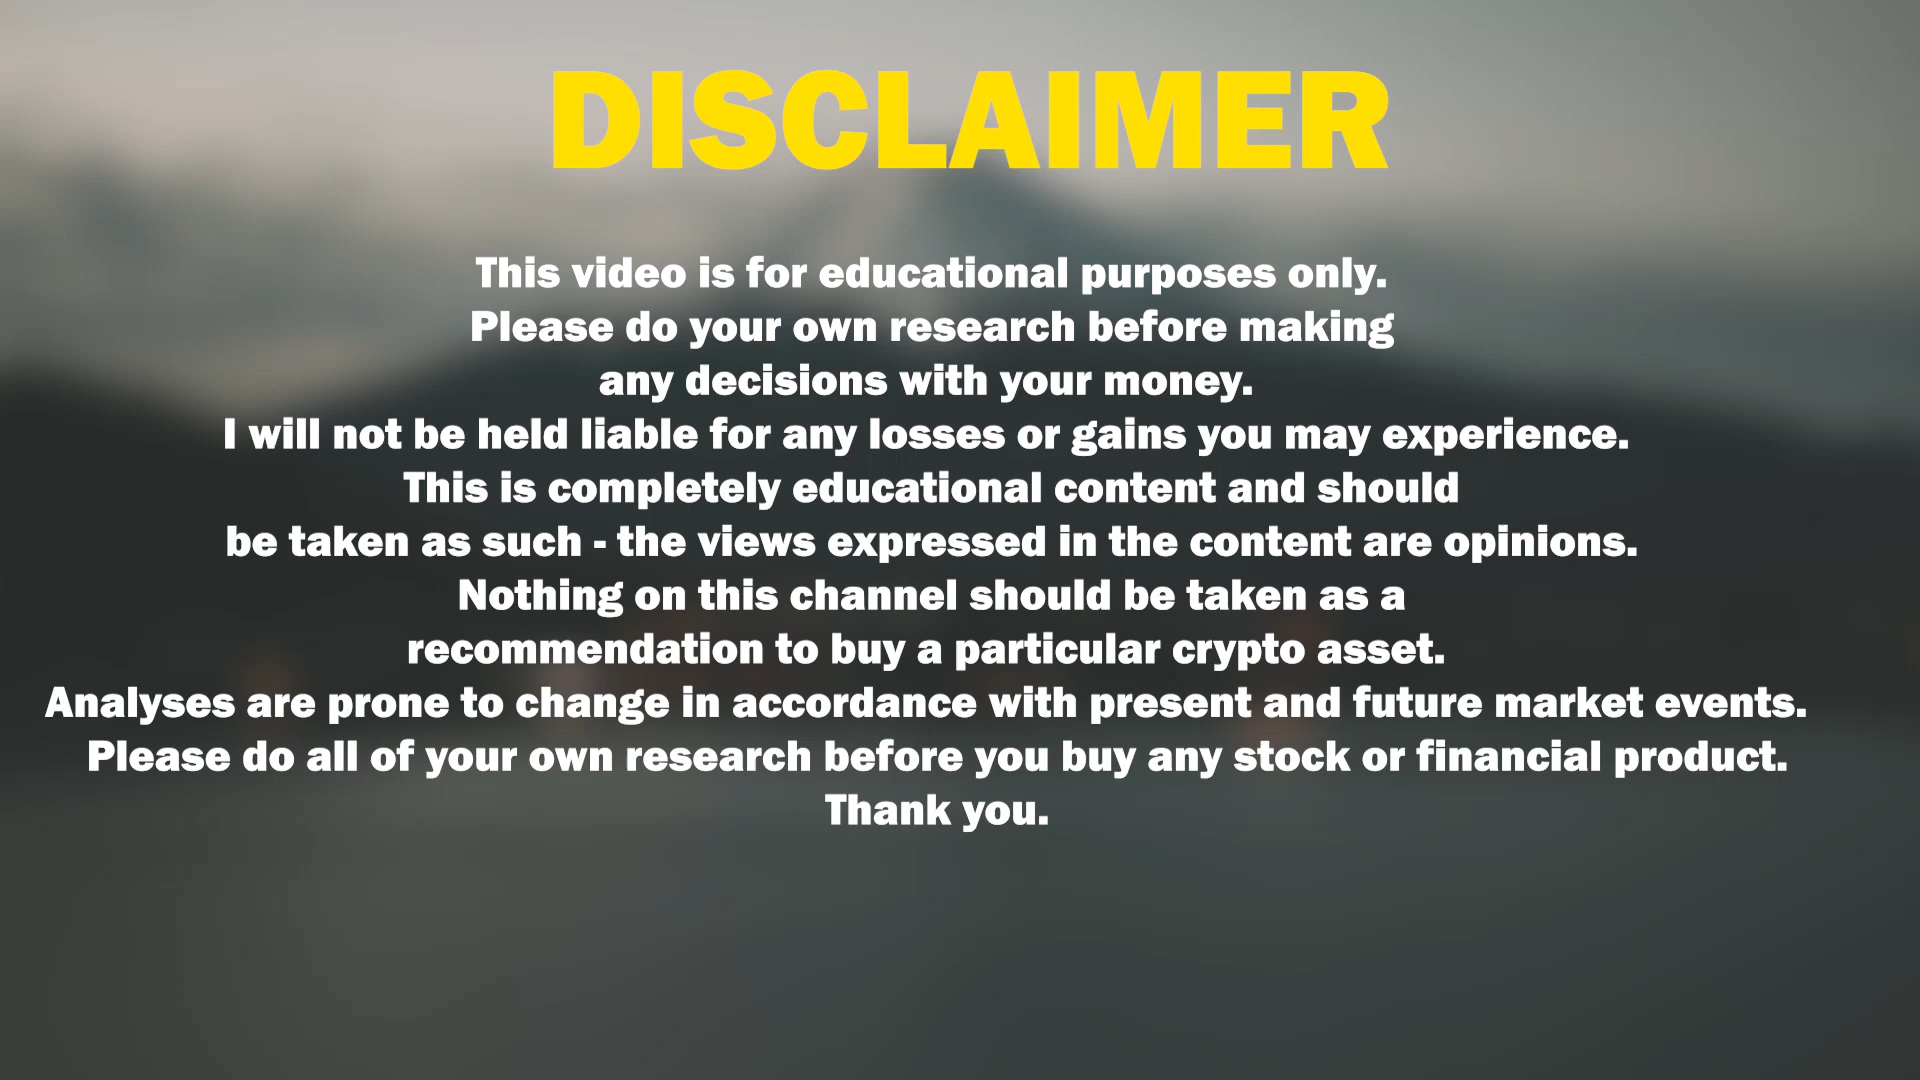 DISCLAIMER
This video is for educational purposes only.
Please do your own research before making
any decisions with your money.
I will not be held liable for any losses or gains you may experience.
This is completely educational content and should
be taken as such - the views expressed in the content are opinions.
Nothing on this channel should be taken as a
recommendation to buy a particular crypto asset.
Analyses are prone to change in accordance with present and future market events.
Please do all of your own research before you buy any stock or financial product.
Thank you.